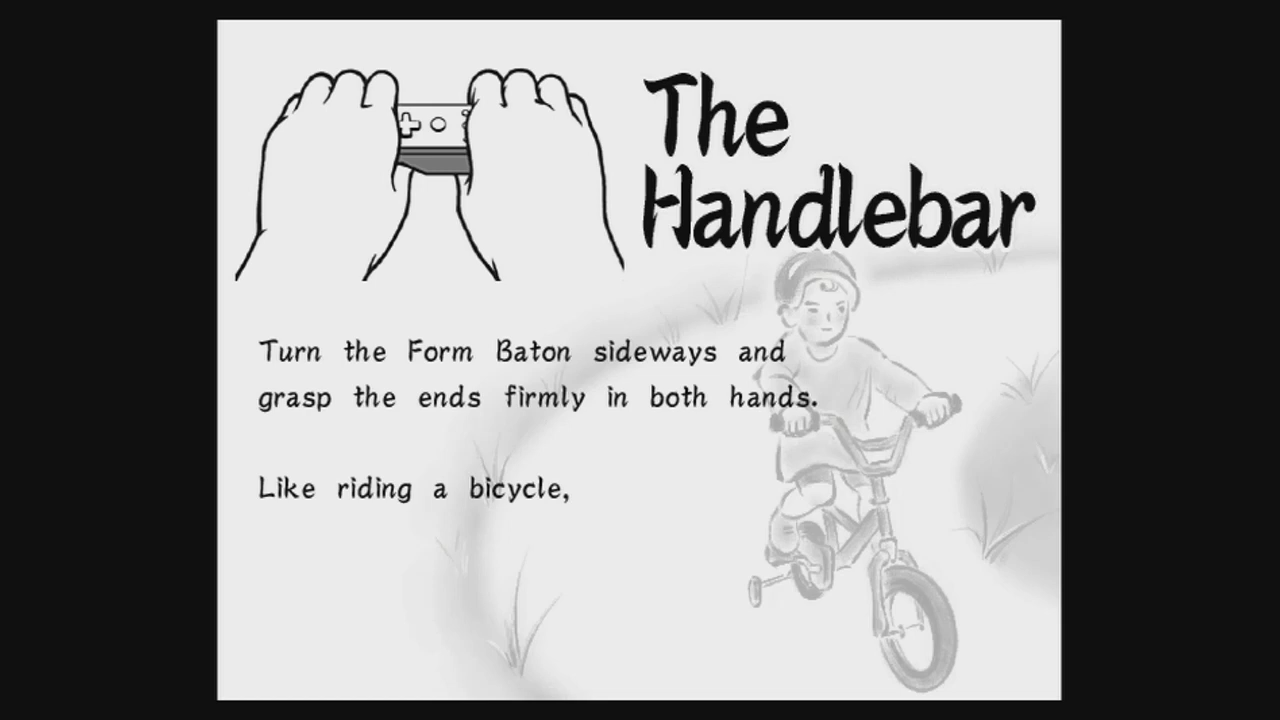 The
Handlebar
Turn the Form Baton sideways and
grasp the ends firmly in both hands.
Like riding a bicycle,